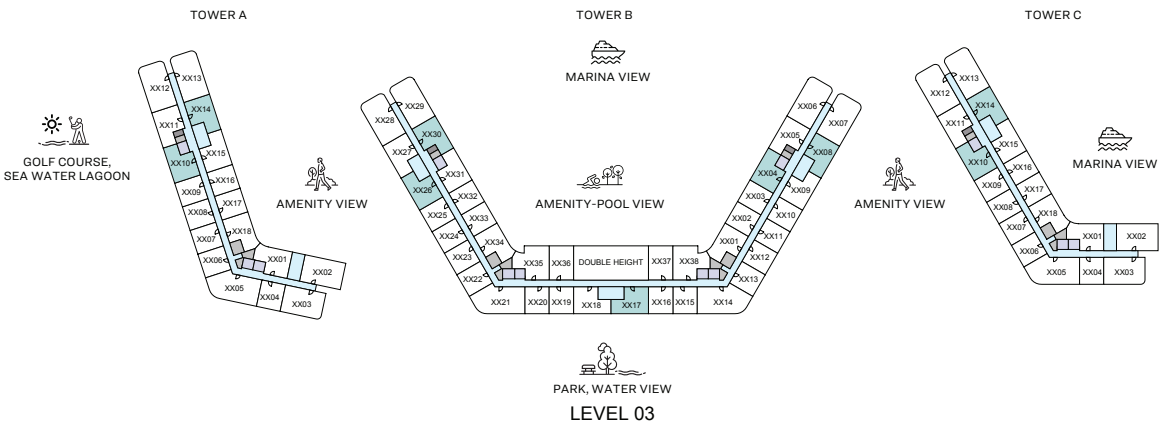 TOWER A
TOWER B
TOWER C
MARINA VIEW
GOLF COURSE,
SEA WATER LAGOON
AMENITY VIEW
AMENITY-POOL VIEW
AMENITY VIEW
MARINA VIEW
XX12
XX13
XX14
XX11
XX10
XX15
XX16
XX09
XX17
XX08
XX18
XX07
XX06
XX01
XX02
XX05
XX04
XX03
XX29
XX28
XX30
XX27
XX31
XX26
XX32
XX25
XX33
XX24
XX34
XX23
XX22
XX21
XX35
XX36
DOUBLE HEIGHT
XX37
XX38
XX20
XX19
XX18
XX17
XX16
XX15
XX14
XX06
XX07
XX05
XX08
XX04
XX09
XX03
XX10
XX02
XX11
XX01
XX12
XX13
XX13
XX12
XX14
XX11
XX15
XX10
XX16
XX09
XX17
XX08
XX18
XX07
XX06
XX01
XX02
XX05
XX04
XX03
PARK, WATER VIEW
LEVEL 03